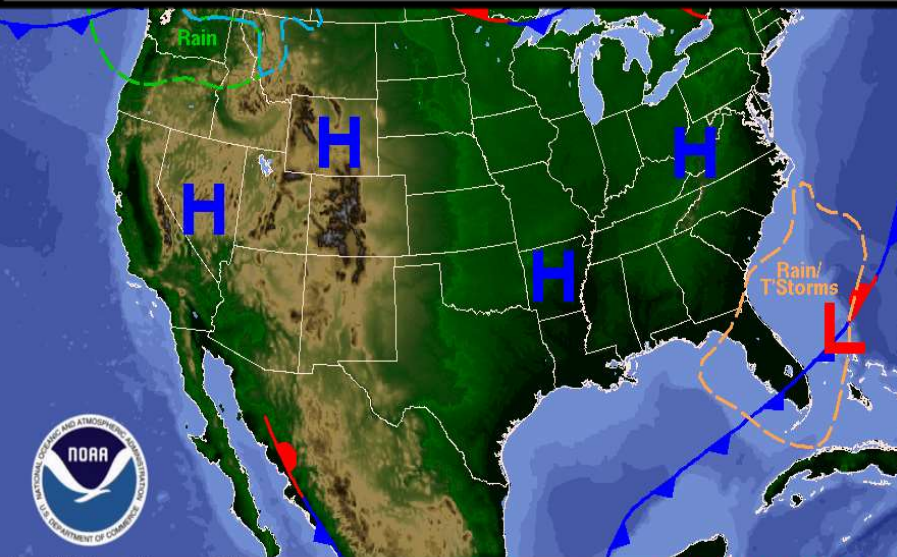 Rain
H
H
H
H
Rain/
T'Storms
L
NATIONAL OCEANIC AND ATMOSPHERIC ADMINISTRATION
NOAA
U.S. DEPARTMENT OF COMMERCE